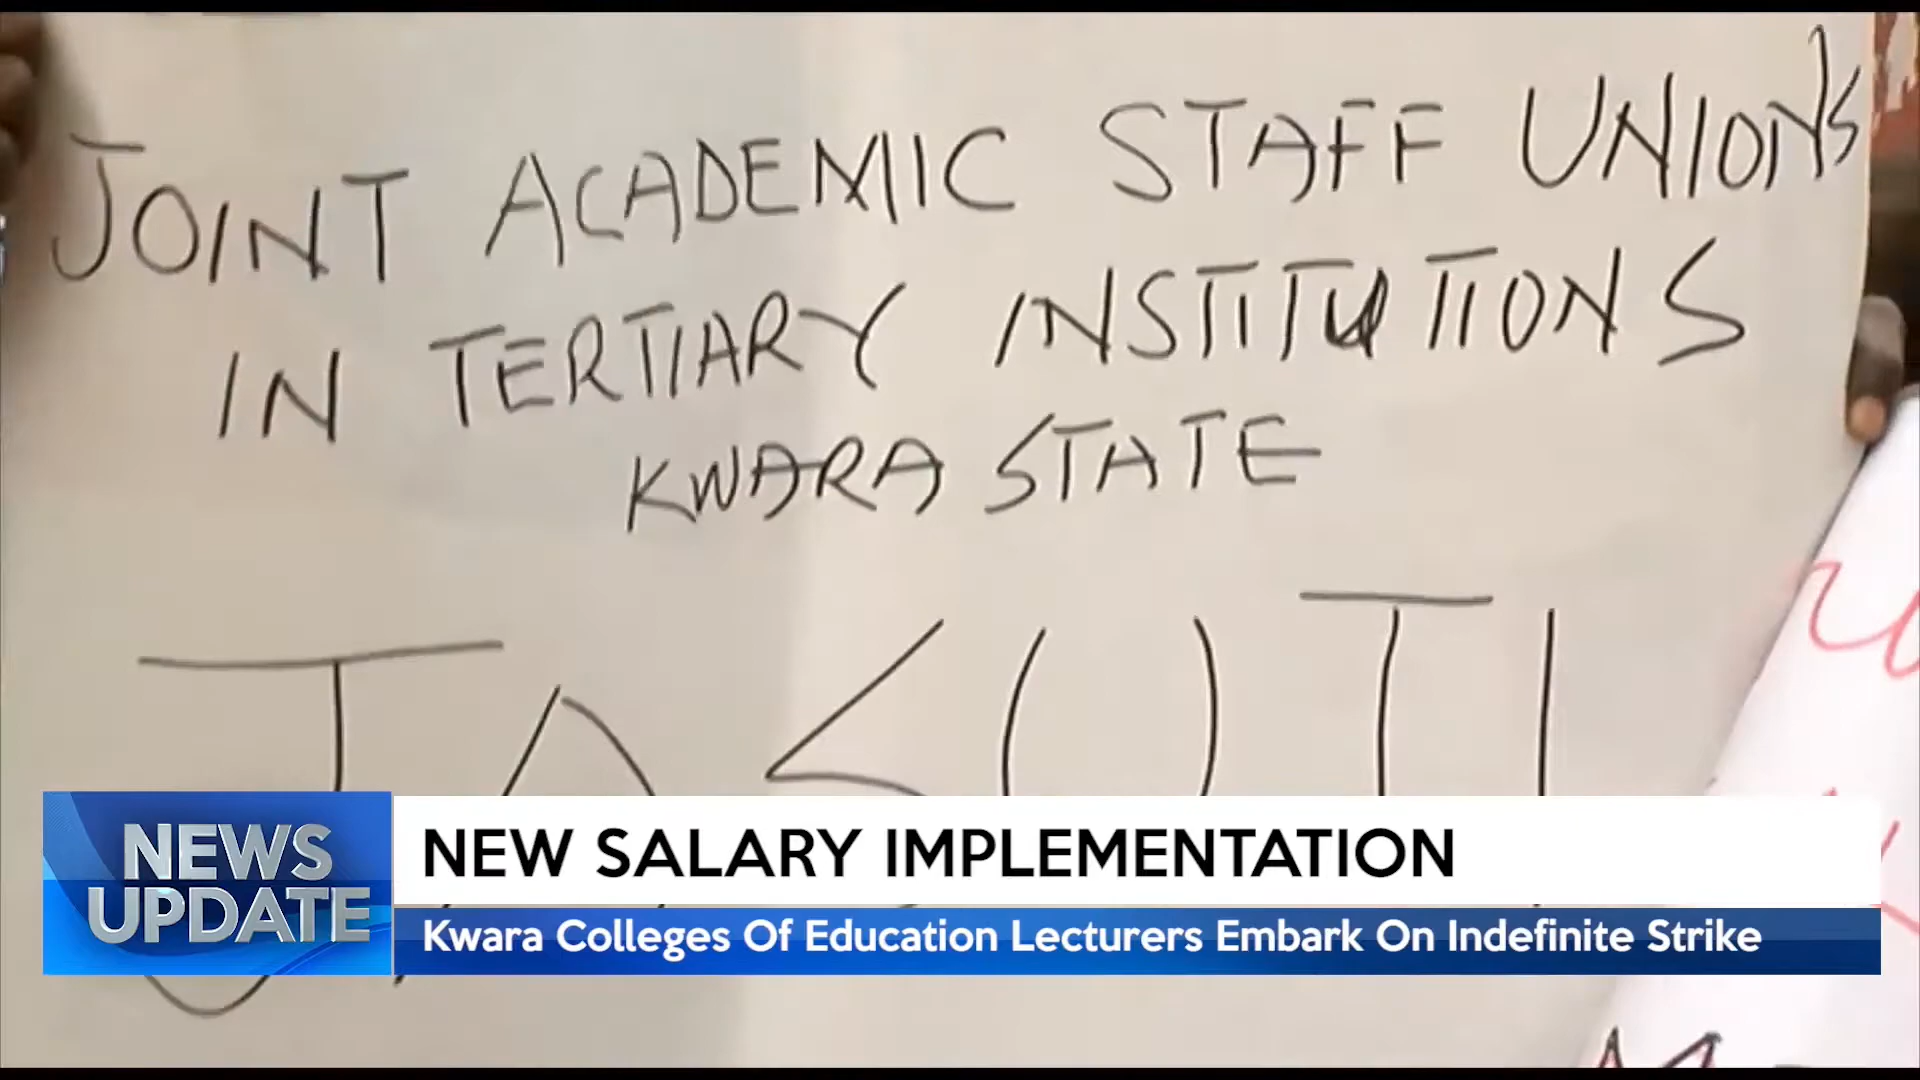 JOINT ACADEMIC STAFF UNIONS
IN TERTIARY INSTITUTIONS
KWARA STATE
JASUTI
NEWS
UPDATE
NEW SALARY IMPLEMENTATION
Kwara Colleges Of Education Lecturers Embark On Indefinite Strike